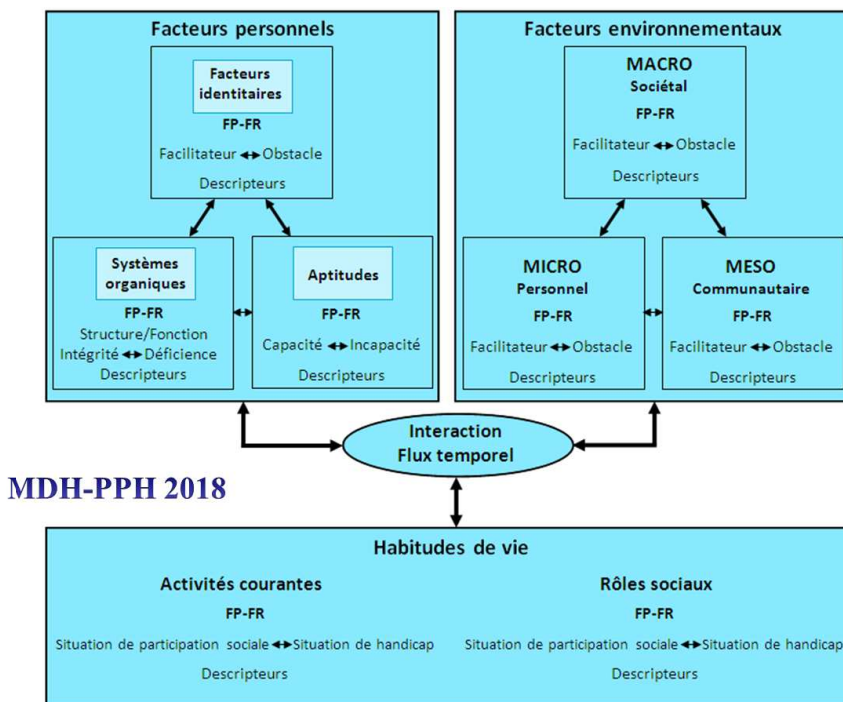 Facteurs personnels
Facteurs
identitaires
FP-FR
Facilitateur ↔ Obstacle
Descripteurs
Systèmes
organiques
FP-FR
Structure/Fonction
Intégrité ↔ Déficience
Descripteurs
Aptitudes
FP-FR
Capacité ↔ Incapacité
Descripteurs
Facteurs environnementaux
MACRO
Sociétal
FP-FR
Facilitateur ↔ Obstacle
Descripteurs
MICRO
Personnel
FP-FR
Facilitateur ↔ Obstacle
Descripteurs
MESO
Communautaire
FP-FR
Facilitateur ↔ Obstacle
Descripteurs
Interaction
Flux temporel
MDH-PPH 2018
Habitudes de vie
Activités courantes
FP-FR
Situation de participation sociale ↔ Situation de handicap
Descripteurs
Rôles sociaux
FP-FR
Situation de participation sociale ↔ Situation de handicap
Descripteurs